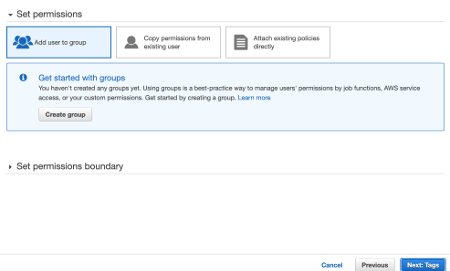 Set permissions
Add user to group
Copy permissions from
existing user
Attach existing policies
directly
Get started with groups
You haven't created any groups yet. Using groups is a best-practice way to manage users' permissions by job functions, AWS service
access, or your custom permissions. Get started by creating a group. Learn more
Create group
Set permissions boundary
Cancel
Previous
Next: Tags